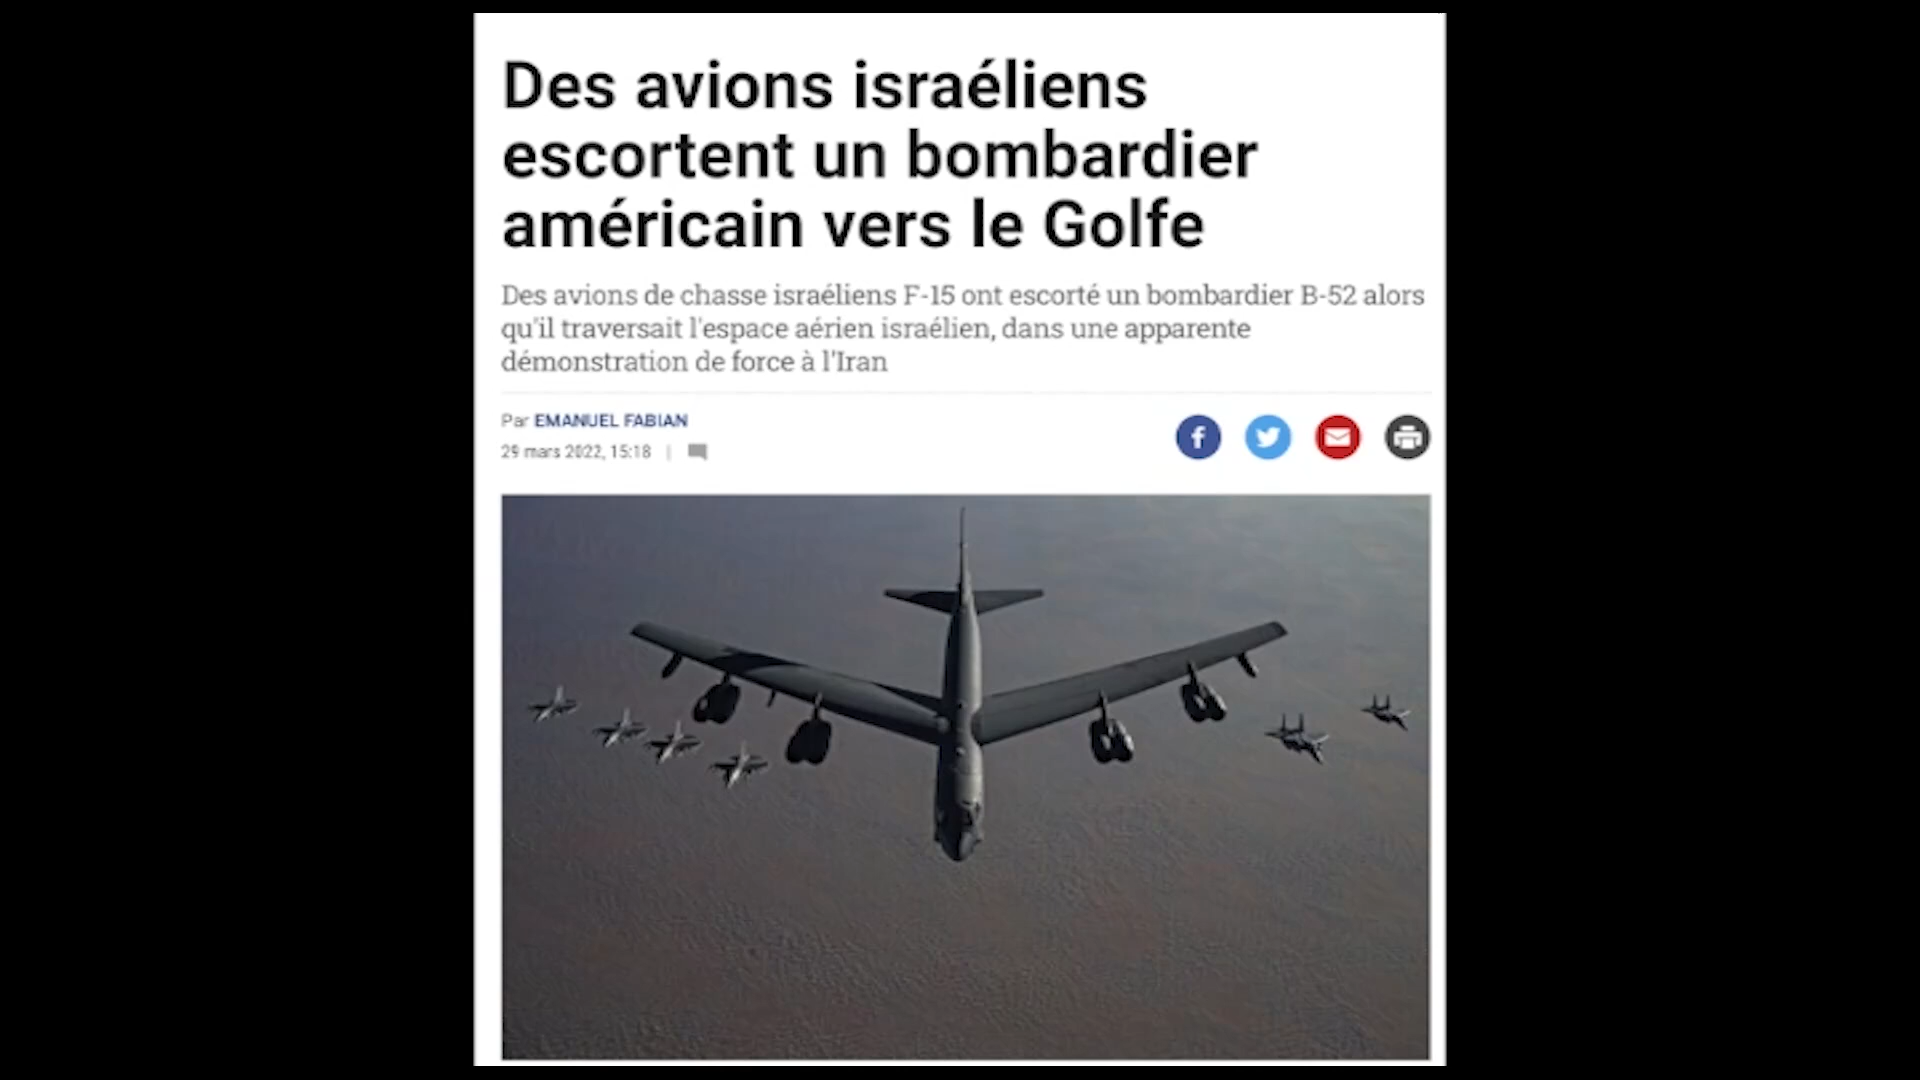 Des avions israéliens
escortent un bombardier
américain vers le Golfe
Des avions de chasse israéliens F-15 ont escorté un bombardier B-52 alors
qu'il traversait l'espace aérien israélien, dans une apparente
démonstration de force à l'Iran
Par EMANUEL FABIAN
29 mars 2022, 15:18 |